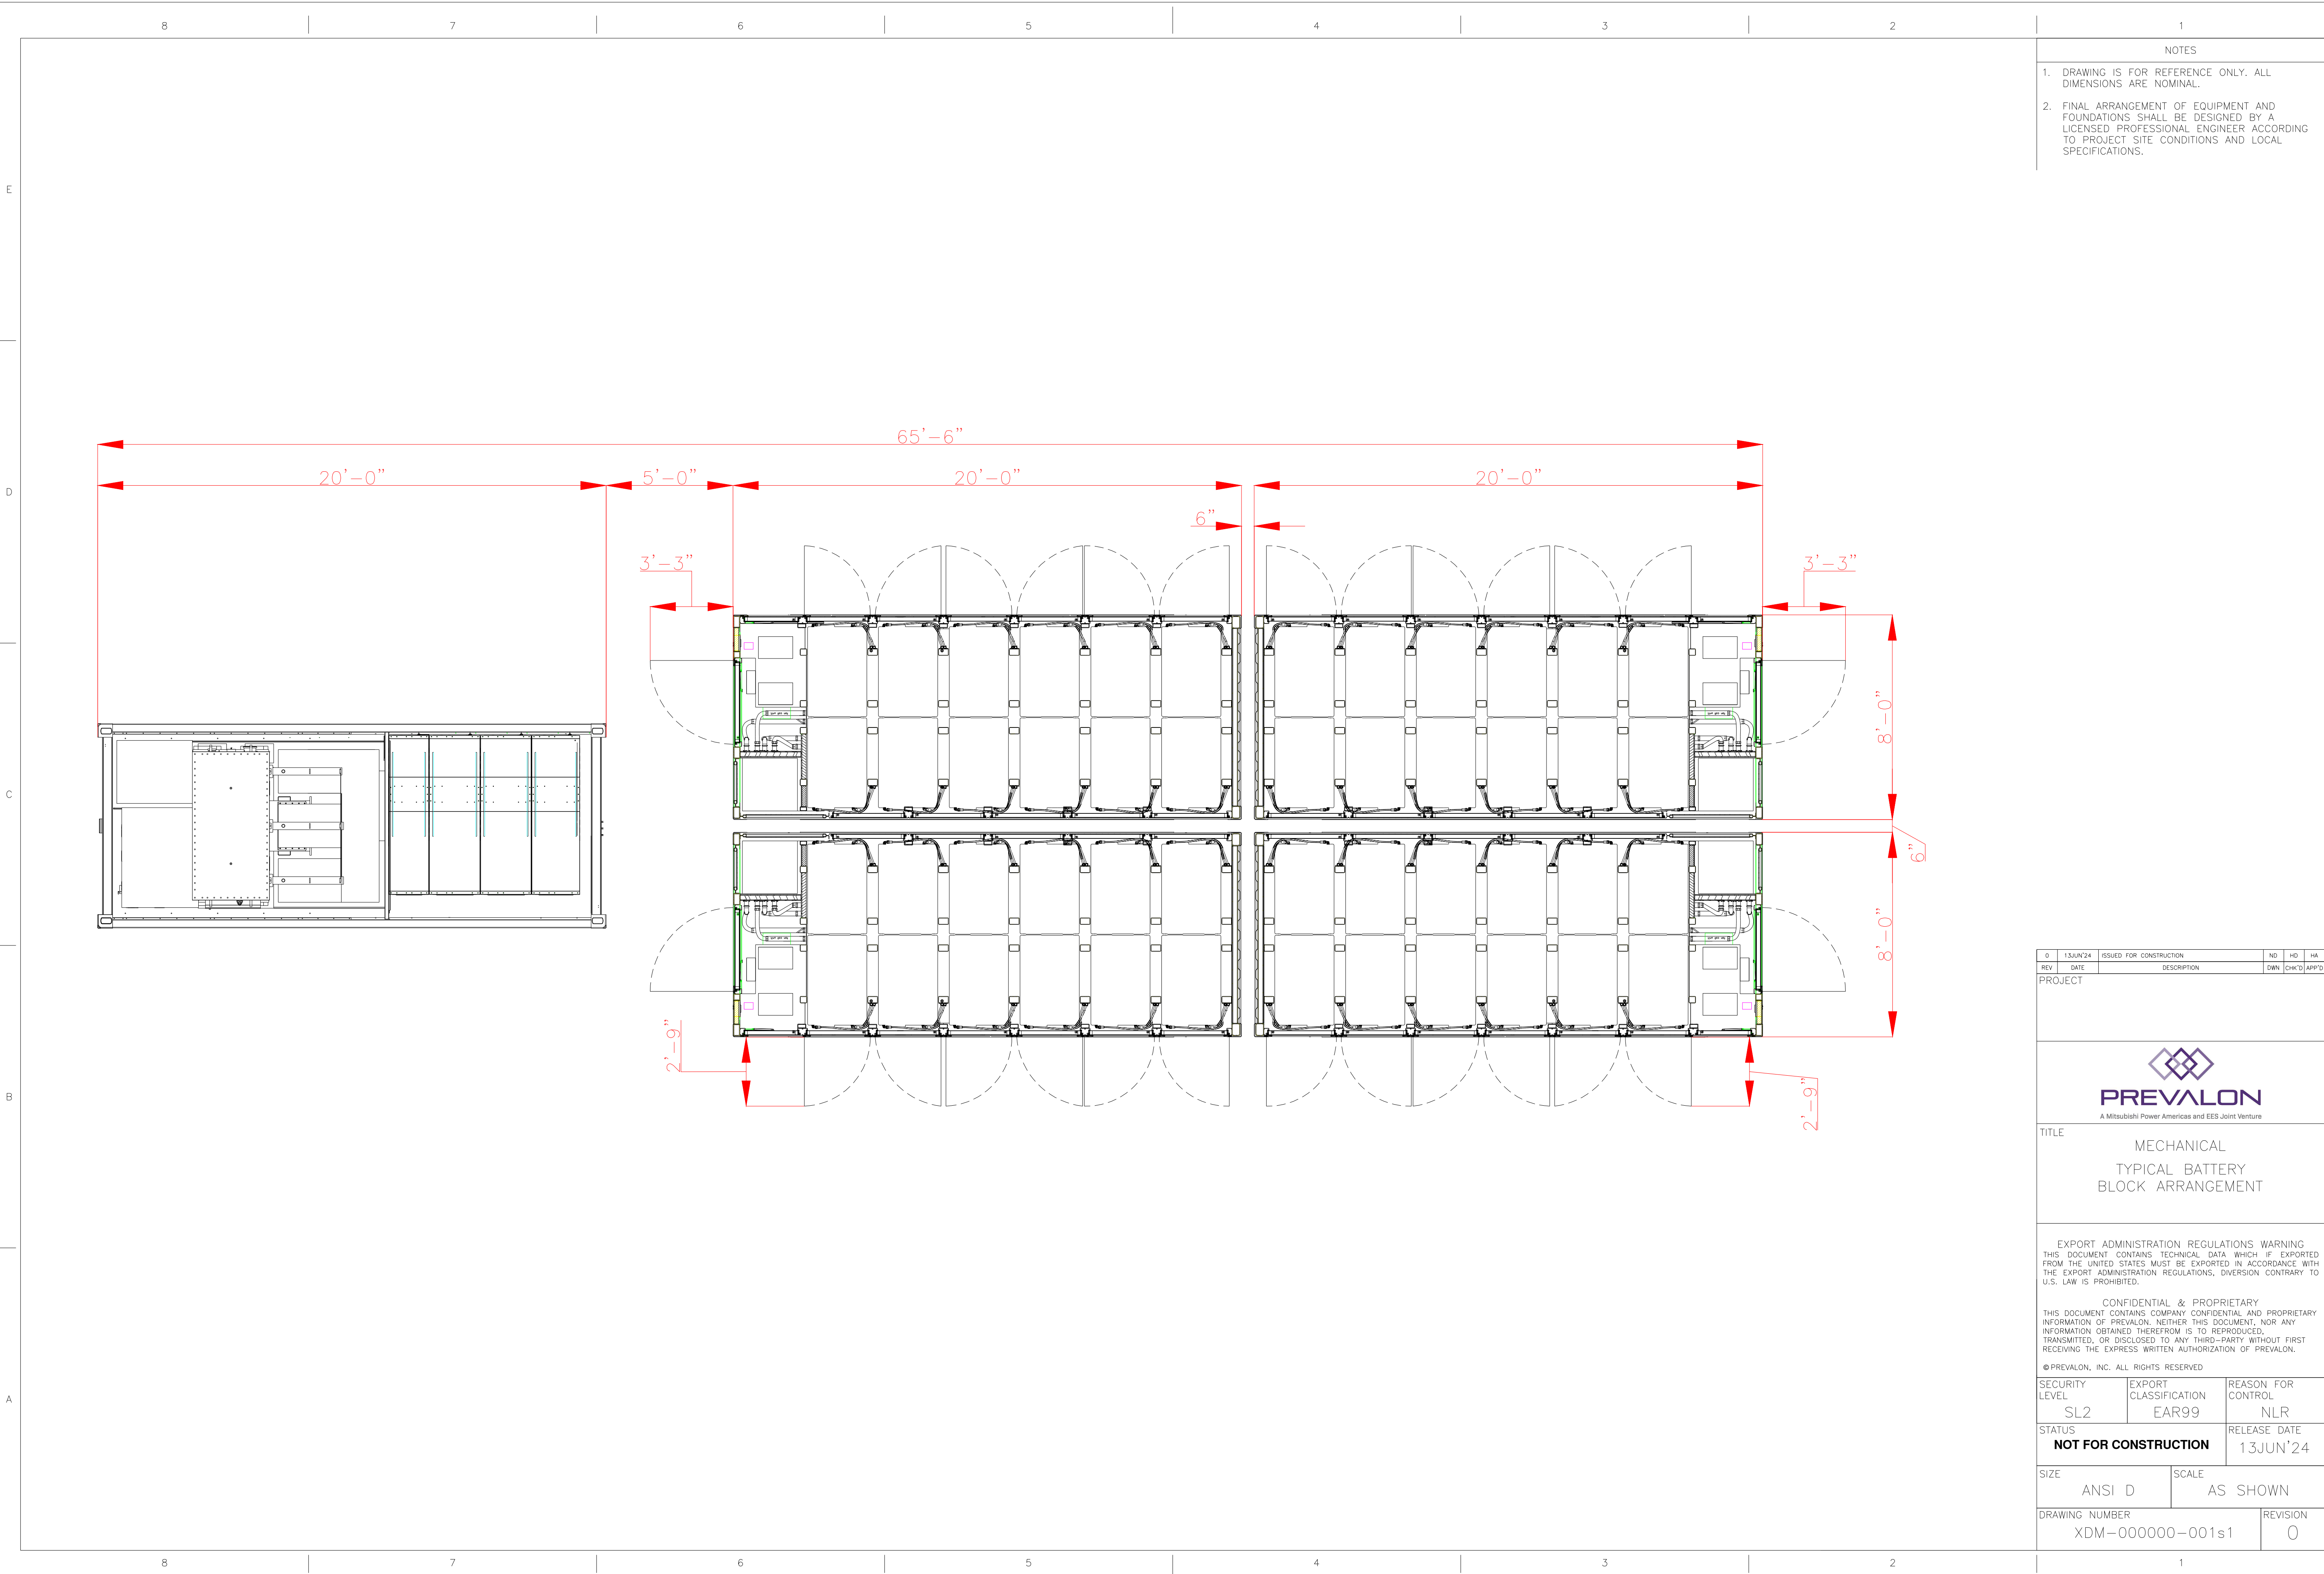 8 7 6 5 4 3 2 1
NOTES
1. DRAWING IS FOR REFERENCE ONLY. ALL
DIMENSIONS ARE NOMINAL.
2. FINAL ARRANGEMENT OF EQUIPMENT AND
FOUNDATIONS SHALL BE DESIGNED BY A
LICENSED PROFESSIONAL ENGINEER ACCORDING
TO PROJECT SITE CONDITIONS AND LOCAL
SPECIFICATIONS.
E
D
C
B
A
65'-6"
20'-0" 5'-0" 20'-0" 20'-0"
6"
3'-3" 3'-3"
8'-0"
6"
8'-0"
2'-9" 2'-9"
0 13JUN'24 ISSUED FOR CONSTRUCTION ND HD HA
REV DATE DESCRIPTION DWN CHK'D APP'D
PROJECT
PREVALON
A Mitsubishi Power Americas and EES Joint Venture
TITLE
MECHANICAL
TYPICAL BATTERY
BLOCK ARRANGEMENT
EXPORT ADMINISTRATION REGULATIONS WARNING
THIS DOCUMENT CONTAINS TECHNICAL DATA WHICH IF EXPORTED
FROM THE UNITED STATES MUST BE EXPORTED IN ACCORDANCE WITH
THE EXPORT ADMINISTRATION REGULATIONS, DIVERSION CONTRARY TO
U.S. LAW IS PROHIBITED.
CONFIDENTIAL & PROPRIETARY
THIS DOCUMENT CONTAINS COMPANY CONFIDENTIAL AND PROPRIETARY
INFORMATION OF PREVALON. NEITHER THIS DOCUMENT, NOR ANY
INFORMATION OBTAINED THEREFROM IS TO REPRODUCED,
TRANSMITTED, OR DISCLOSED TO ANY THIRD-PARTY WITHOUT FIRST
RECEIVING THE EXPRESS WRITTEN AUTHORIZATION OF PREVALON.
© PREVALON, INC. ALL RIGHTS RESERVED
SECURITY LEVEL
SL2
EXPORT CLASSIFICATION
EAR99
REASON FOR CONTROL
NLR
STATUS
NOT FOR CONSTRUCTION
RELEASE DATE
13JUN'24
SIZE
ANSI D
SCALE
AS SHOWN
DRAWING NUMBER
XDM-000000-001s1
REVISION
0
8 7 6 5 4 3 2 1